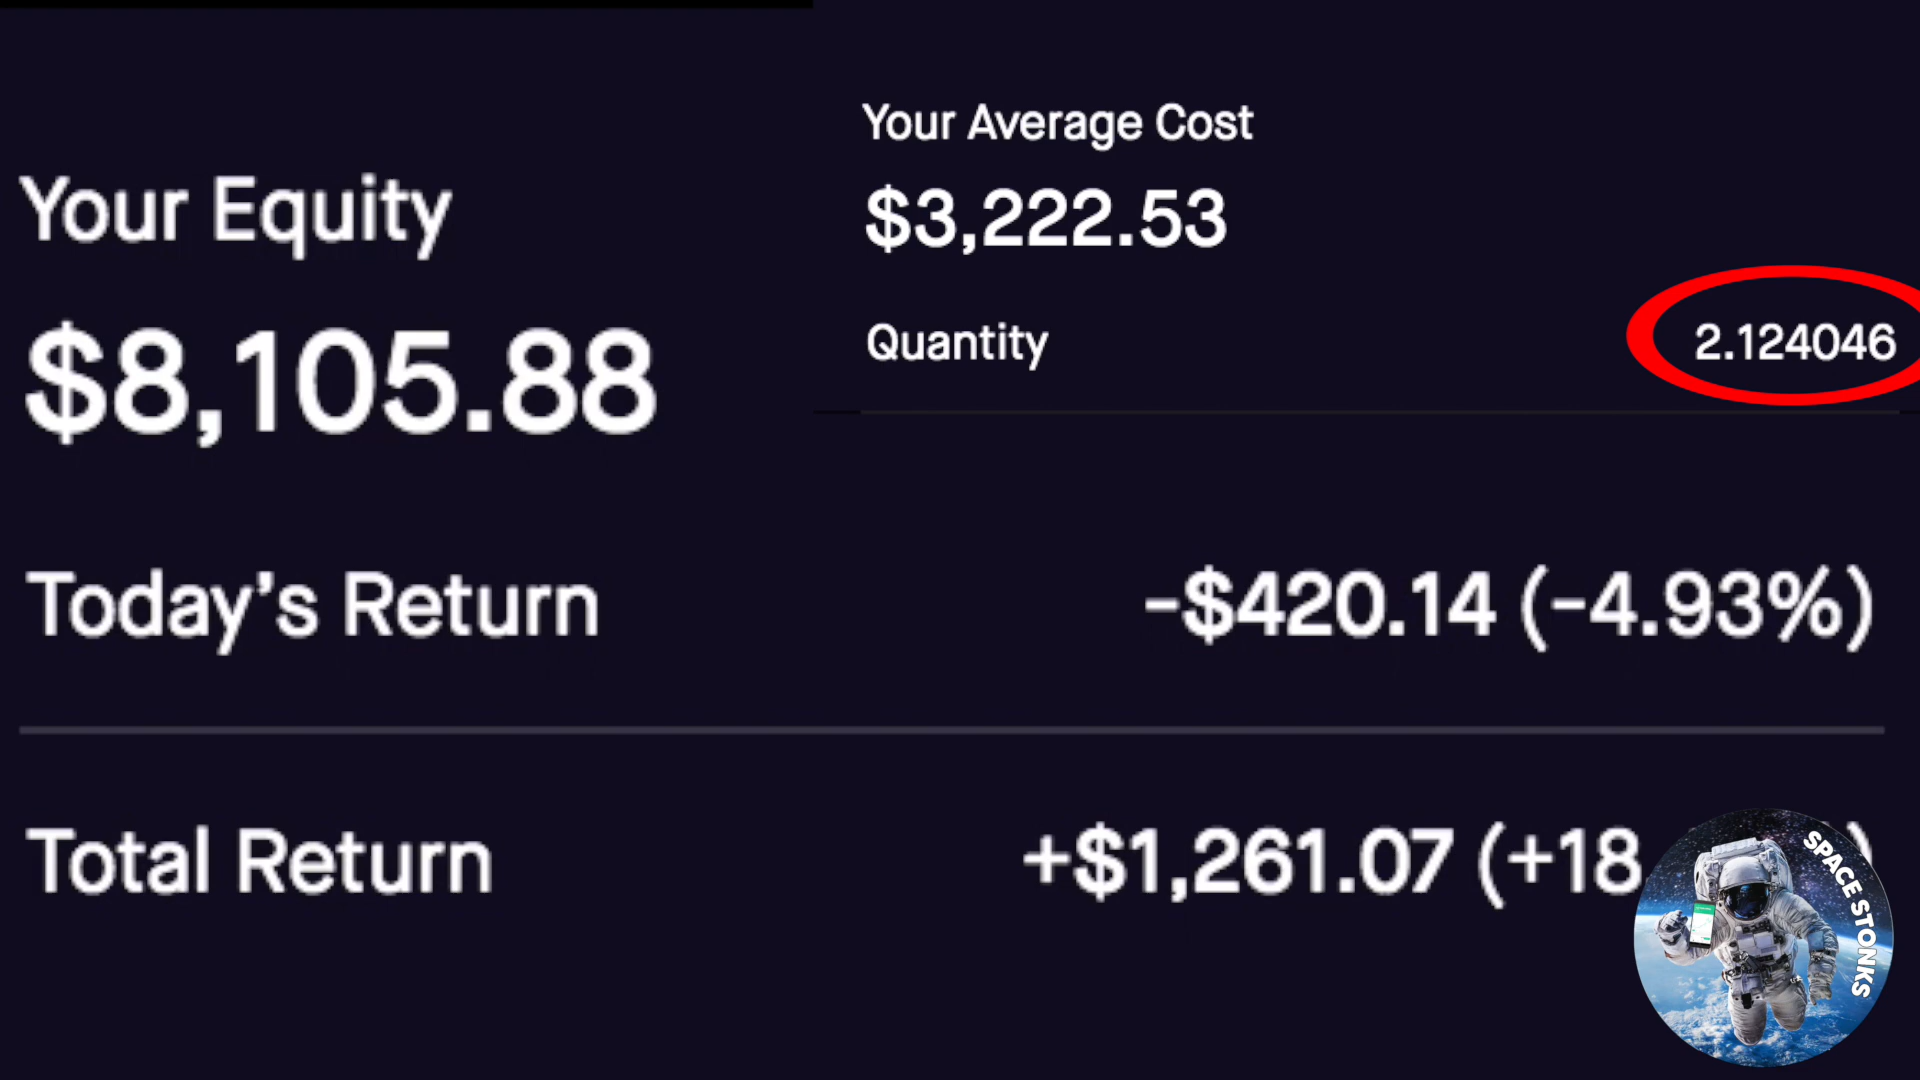 Your Equity
$8,105.88
Your Average Cost
$3,222.53
Quantity 2.124046
Today’s Return -$420.14 (-4.93%)
Total Return +$1,261.07 (+18 )
SPACE STONKS